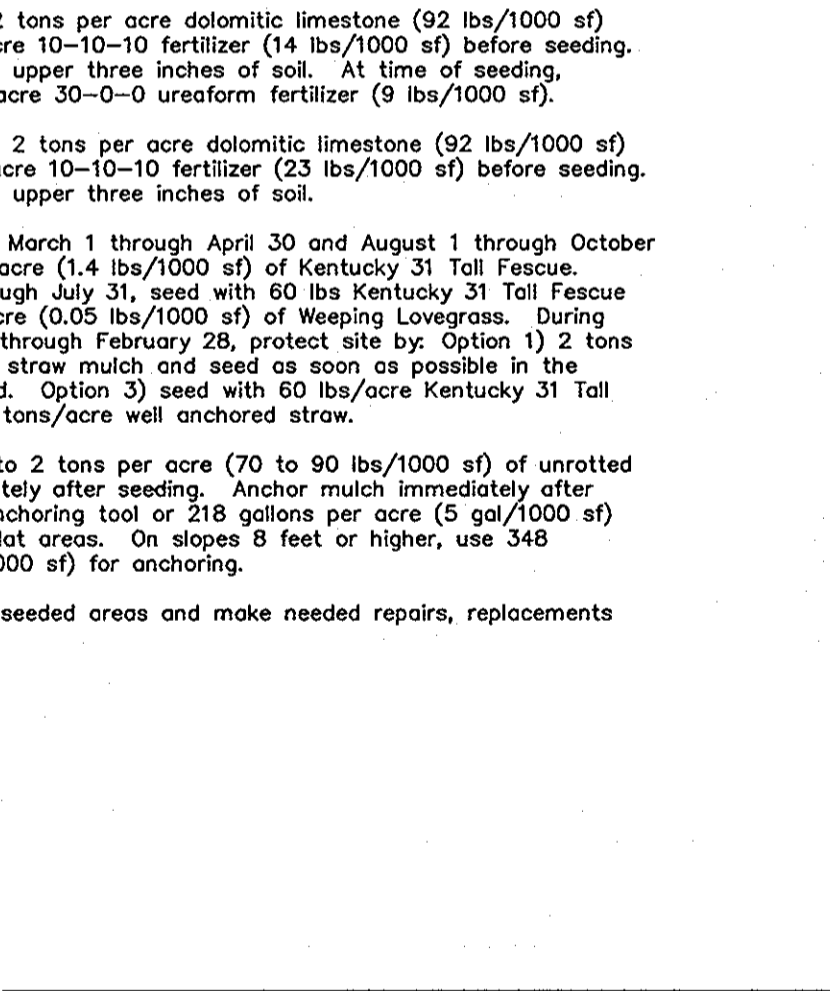 2 tons per acre dolomitic limestone (92 lbs/1000 sf)
cre 10-10-10 fertilizer (14 lbs/1000 sf) before seeding.
upper three inches of soil. At time of seeding,
acre 30-0-0 ureaform fertilizer (9 lbs/1000 sf).
2 tons per acre dolomitic limestone (92 lbs/1000 sf)
acre 10-10-10 fertilizer (23 lbs/1000 sf) before seeding.
upper three inches of soil.
March 1 through April 30 and August 1 through October
acre (1.4 lbs/1000 sf) of Kentucky 31 Tall Fescue.
ugh July 31, seed with 60 lbs Kentucky 31 Tall Fescue
cre (0.05 lbs/1000 sf) of Weeping Lovegrass. During
through February 28, protect site by: Option 1) 2 tons
straw mulch and seed as soon as possible in the
d. Option 3) seed with 60 lbs/acre Kentucky 31 Tall
tons/acre well anchored straw.
to 2 tons per acre (70 to 90 lbs/1000 sf) of unrotted
tely after seeding. Anchor mulch immediately after
nchoring tool or 218 gallons per acre (5 gal/1000 sf)
lat areas. On slopes 8 feet or higher, use 348
000 sf) for anchoring.
seeded areas and make needed repairs, replacements